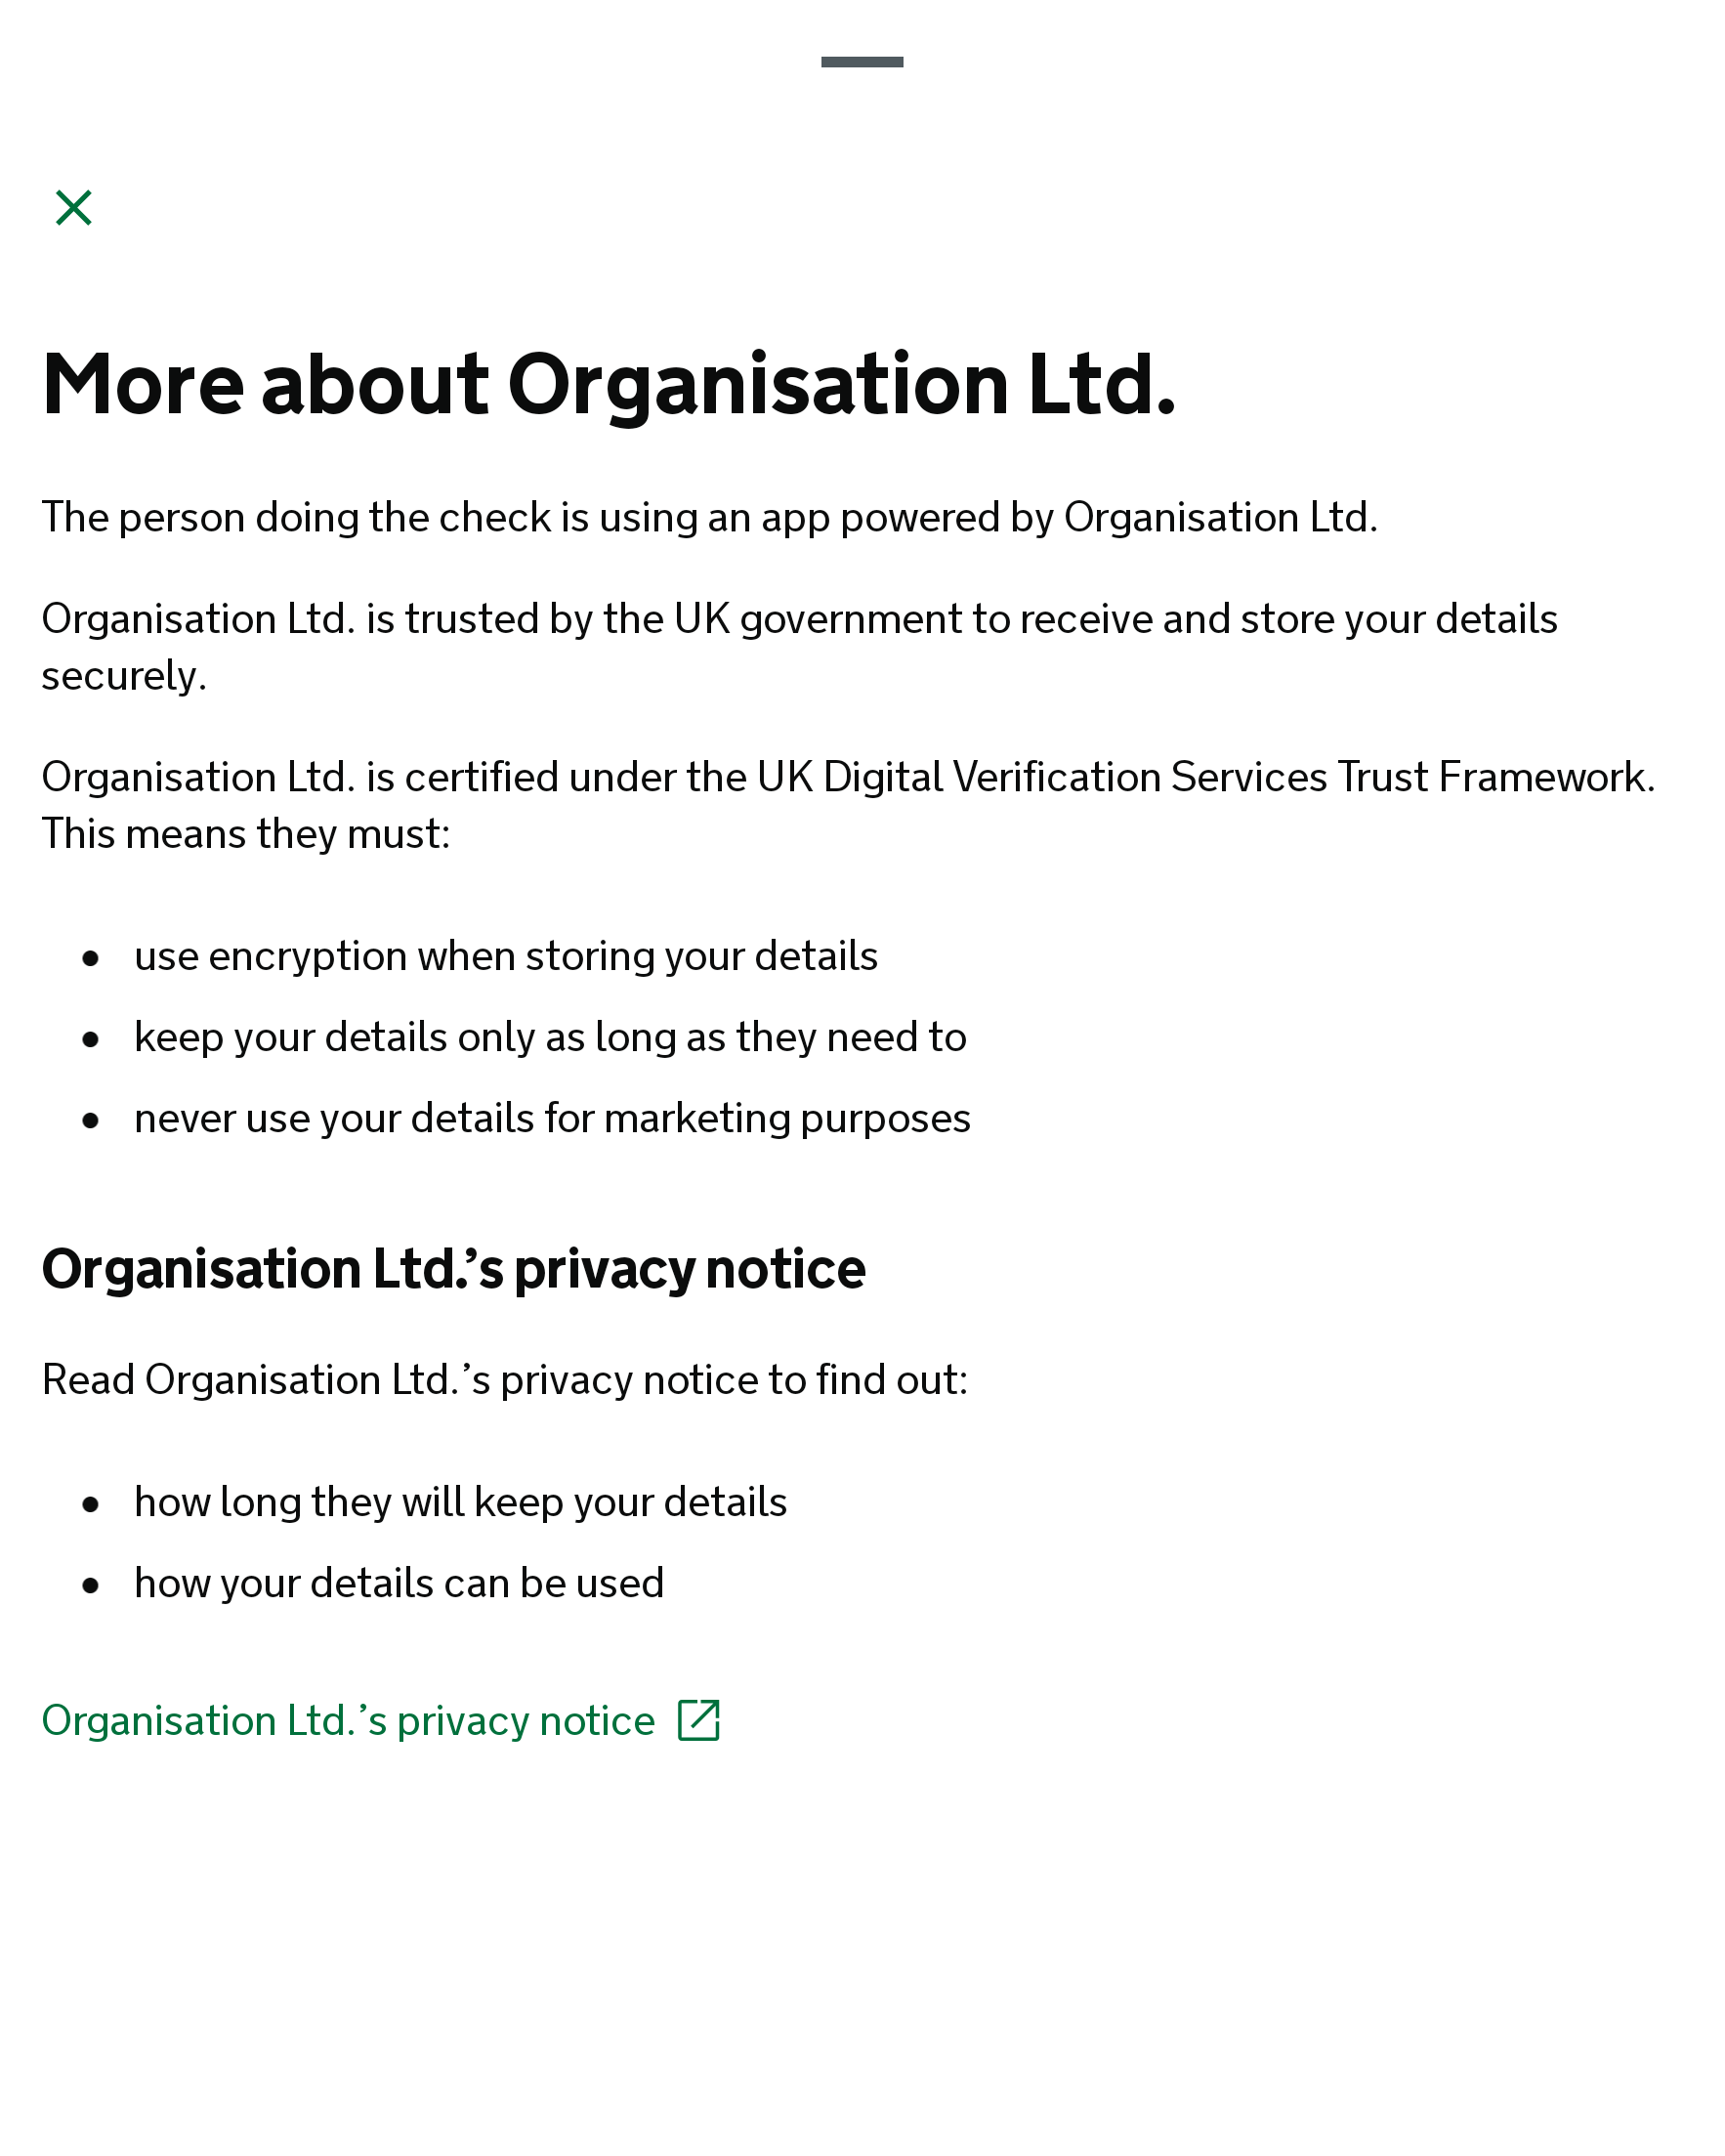 More about Organisation Ltd.
The person doing the check is using an app powered by Organisation Ltd.
Organisation Ltd. is trusted by the UK government to receive and store your details
securely.
Organisation Ltd. is certified under the UK Digital Verification Services Trust Framework.
This means they must:
• use encryption when storing your details
• keep your details only as long as they need to
• never use your details for marketing purposes
Organisation Ltd.’s privacy notice
Read Organisation Ltd.’s privacy notice to find out:
• how long they will keep your details
• how your details can be used
Organisation Ltd.’s privacy notice